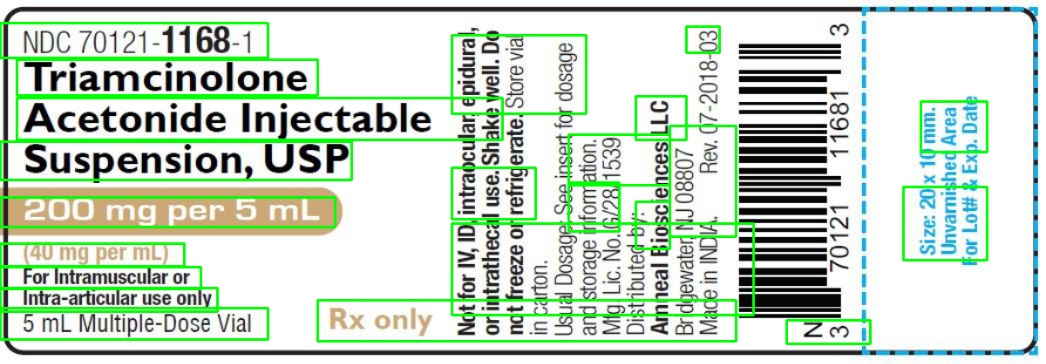 NDC 70121-1168-1
Triamcinolone
Acetonide Injectable
Suspension, USP
200 mg per 5 mL
(40 mg per mL)
For Intramuscular or
Intra-articular use only
5 mL Multiple-Dose Vial
Rx only
Not for IV, ID, intraocular, epidural,
or intrathecal use. Shake well. Do
not freeze or refrigerate. Store vial
in carton.
Usual Dosage: See insert for dosage
and storage information.
Mfg. Lic. No. G/28/1539
Distributed by:
Amneal Biosciences LLC
Bridgewater, NJ 08807
Made in INDIA. Rev. 07-2018-03
N
3 70121 11681 3
Size: 20 x 10 mm.
Unvarnished Area
For Lot# & Exp. Date